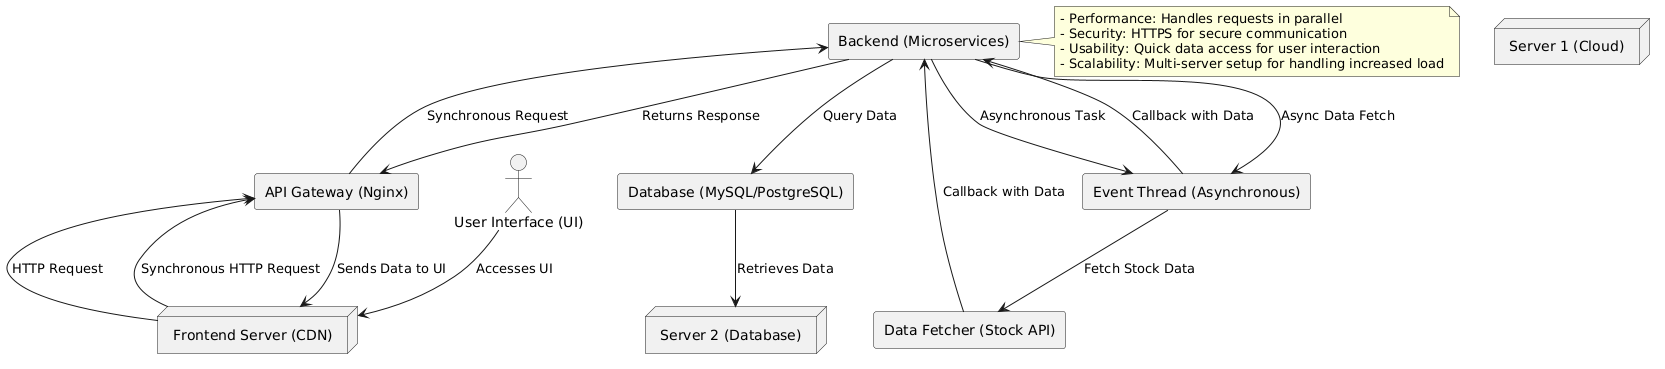 Backend (Microservices)
- Performance: Handles requests in parallel
- Security: HTTPS for secure communication
- Usability: Quick data access for user interaction
- Scalability: Multi-server setup for handling increased load
Server 1 (Cloud)
Synchronous Request
Returns Response
Query Data
Asynchronous Task
Callback with Data
Async Data Fetch
API Gateway (Nginx)
User Interface (UI)
Database (MySQL/PostgreSQL)
Callback with Data
Event Thread (Asynchronous)
HTTP Request
Synchronous HTTP Request
Sends Data to UI
Accesses UI
Retrieves Data
Fetch Stock Data
Frontend Server (CDN)
Server 2 (Database)
Data Fetcher (Stock API)